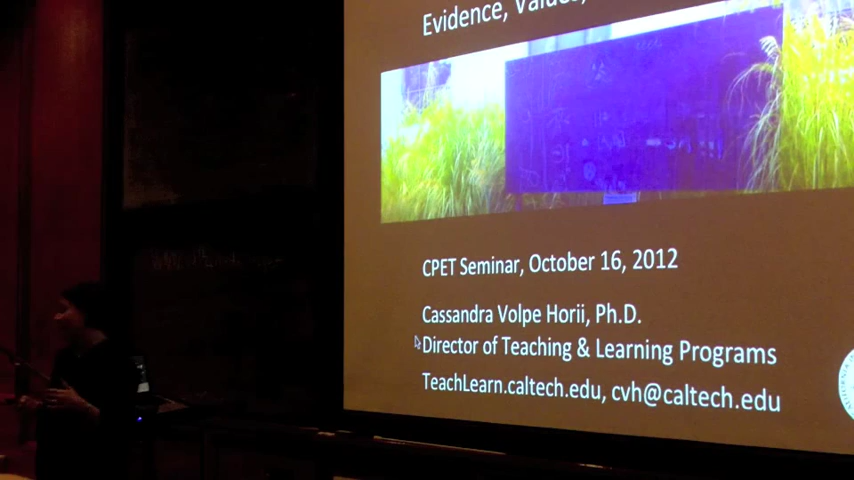 Evidence, Values,
CPET Seminar, October 16, 2012
Cassandra Volpe Horii, Ph.D.
Director of Teaching & Learning Programs
TeachLearn.caltech.edu, cvh@caltech.edu